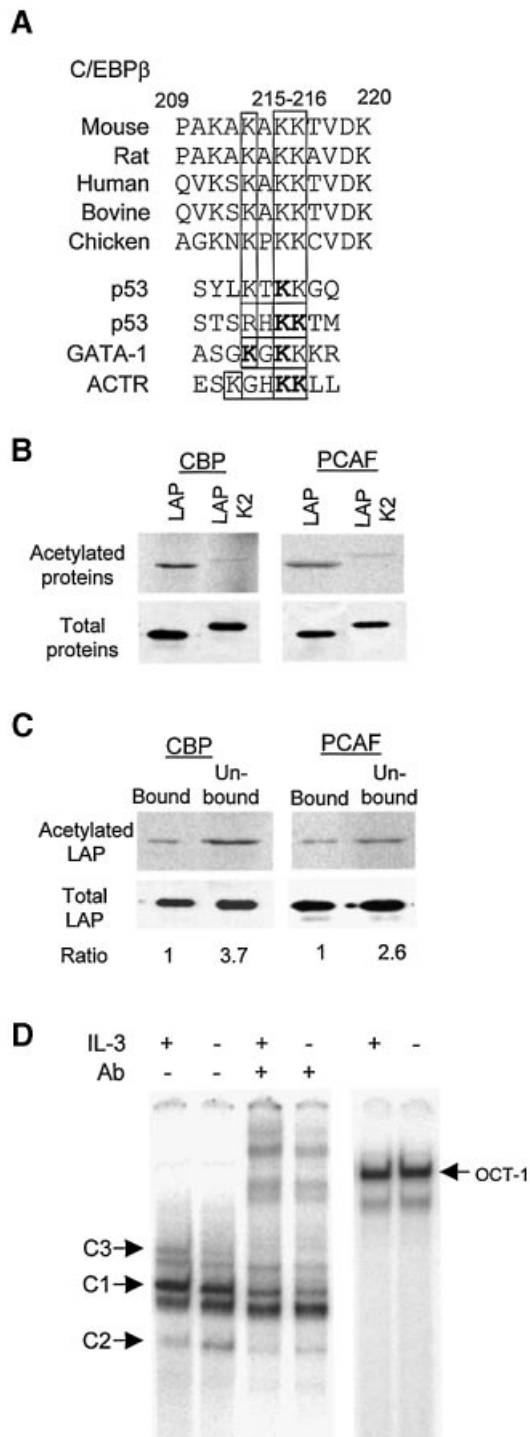 A
C/EBPβ
209 215-216 220
Mouse PAKAKAKKTVDK
Rat PAKAKAKKAVDK
Human QVKSKAKKTVDK
Bovine QVKSKAKKTVDK
Chicken AGKNKPKKCVDK
p53 SYLKTKKGQ
p53 STSRHKKTM
GATA-1 ASGKGKKKR
ACTR ESKGHKKLL
B
CBP PCAF
LAP LAP K2 LAP LAP K2
Acetylated
proteins
Total
proteins
C
CBP PCAF
Bound Un-
bound Bound Un-
bound
Acetylated
LAP
Total
LAP
Ratio 1 3.7 1 2.6
D
IL-3 + - + - + -
Ab - - + +
OCT-1
C3
C1
C2